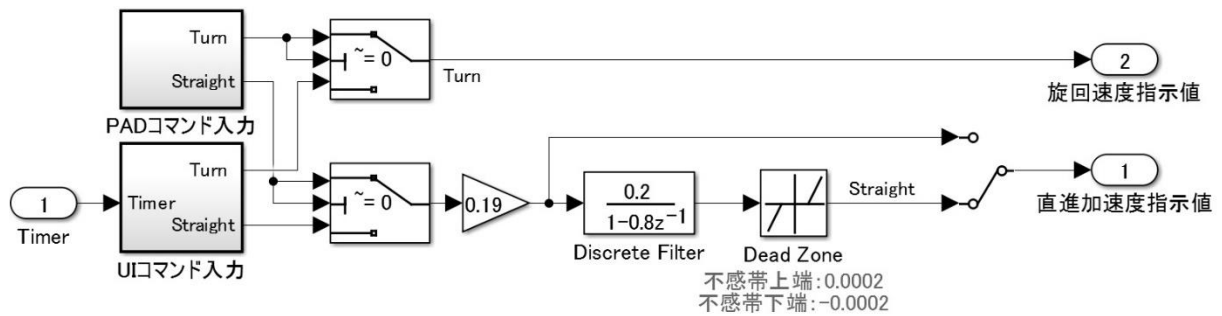 Turn
Straight
PADコマンド入力
~= 0
Turn
2
旋回速度指示値
1
Timer
Timer
Turn
Straight
UIコマンド入力
~= 0
0.19
0.2
1-0.8z-1
Discrete Filter
Dead Zone
不感帯上端:0.0002
不感帯下端:-0.0002
Straight
1
直進加速度指示値